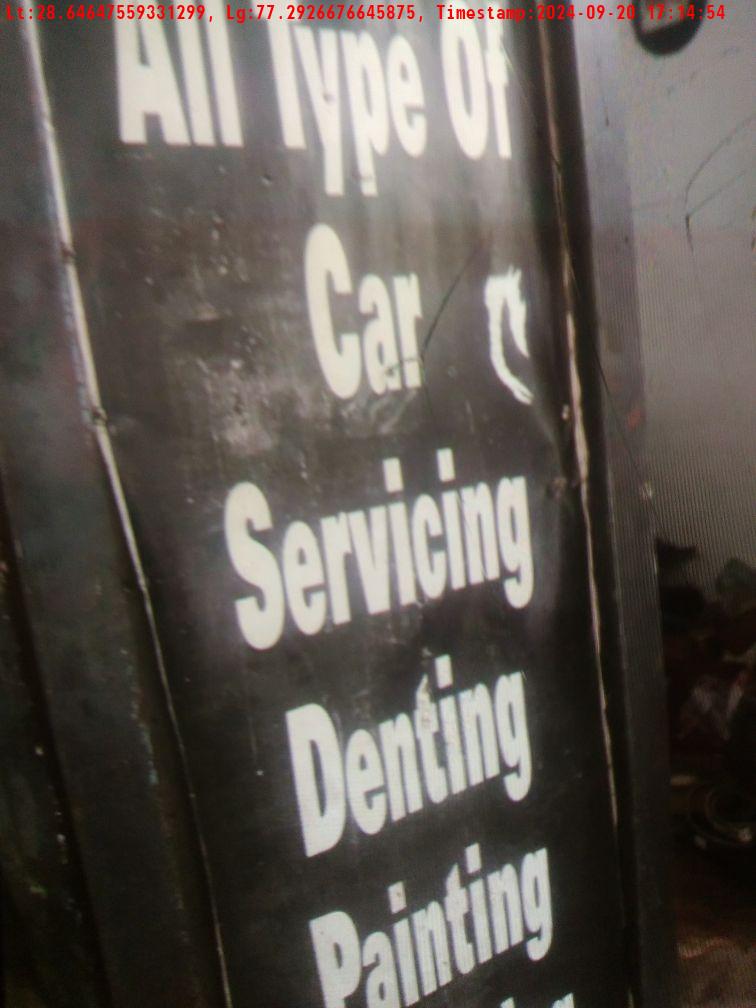 Lt:28.64647559331299, Lg:77.2926676645875, Timestamp:2024-09-20 17:14:54
All Type Of
Car
Servicing
Denting
Painting